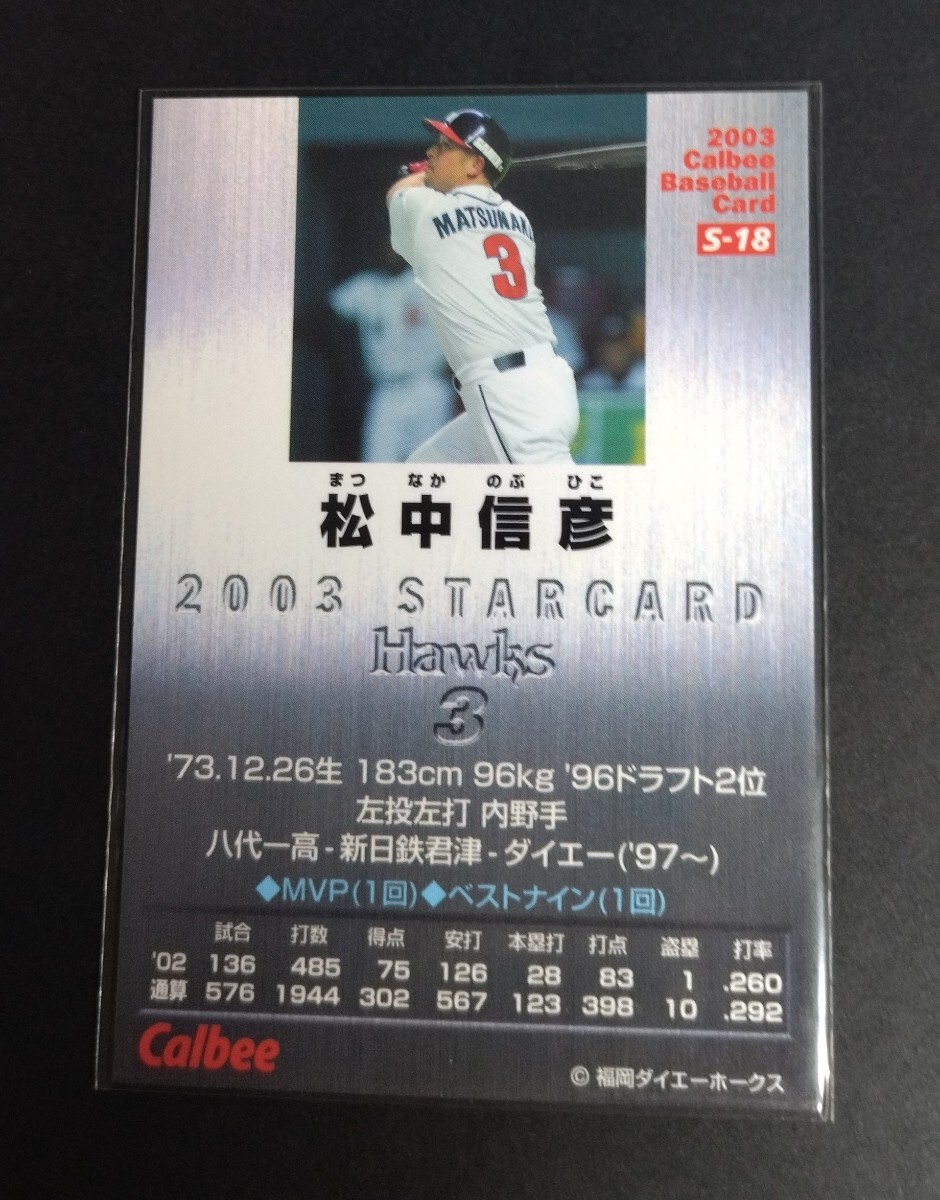 2003
Calbee
Baseball
Card
S-18
MATSUNAKA
3
まつ なか のぶ ひこ
松中信彦
2003 STARCARD
Hawks
3
'73.12.26生 183cm 96kg '96ドラフト2位
左投左打 内野手
八代一高-新日鉄君津-ダイエー('97〜)
◆MVP(1回)◆ベストナイン(1回)
試合 打数 得点 安打 本塁打 打点 盗塁 打率
'02 136 485 75 126 28 83 1 .260
通算 576 1944 302 567 123 398 10 .292
Calbee
© 福岡ダイエーホークス